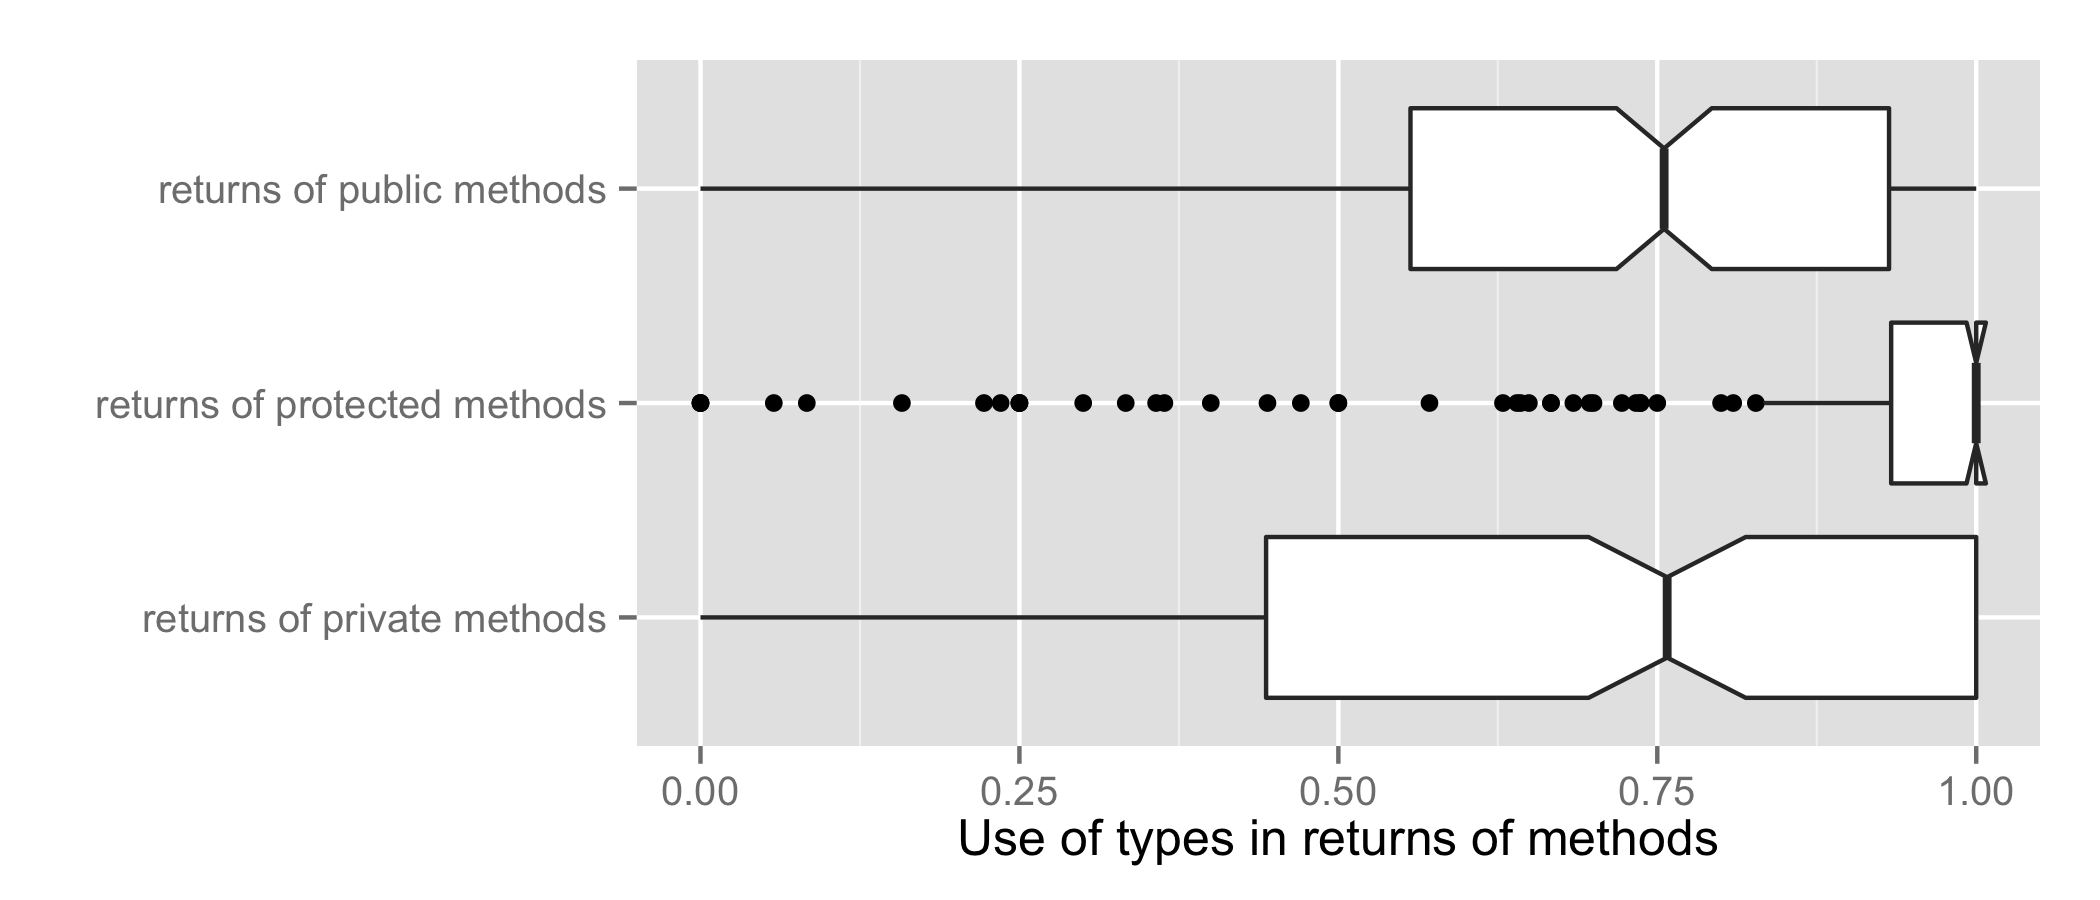 returns of public methods
returns of protected methods
returns of private methods
0.00 0.25 0.50 0.75 1.00
Use of types in returns of methods